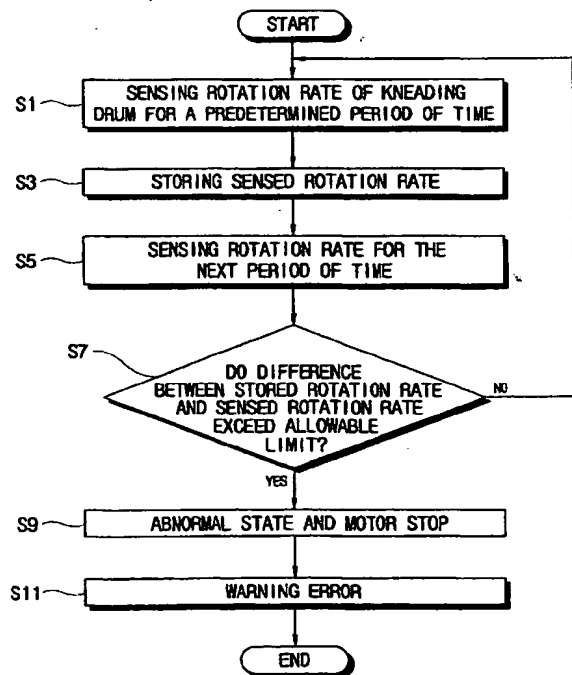 START
S1
SENSING ROTATION RATE OF KNEADING
DRUM FOR A PREDETERMINED PERIOD OF TIME
S3
STORING SENSED ROTATION RATE
S5
SENSING ROTATION RATE FOR THE
NEXT PERIOD OF TIME
S7
DO DIFFERENCE
BETWEEN STORED ROTATION RATE
AND SENSED ROTATION RATE
EXCEED ALLOWABLE
LIMIT?
NO
YES
S9
ABNORMAL STATE AND MOTOR STOP
S11
WARNING ERROR
END